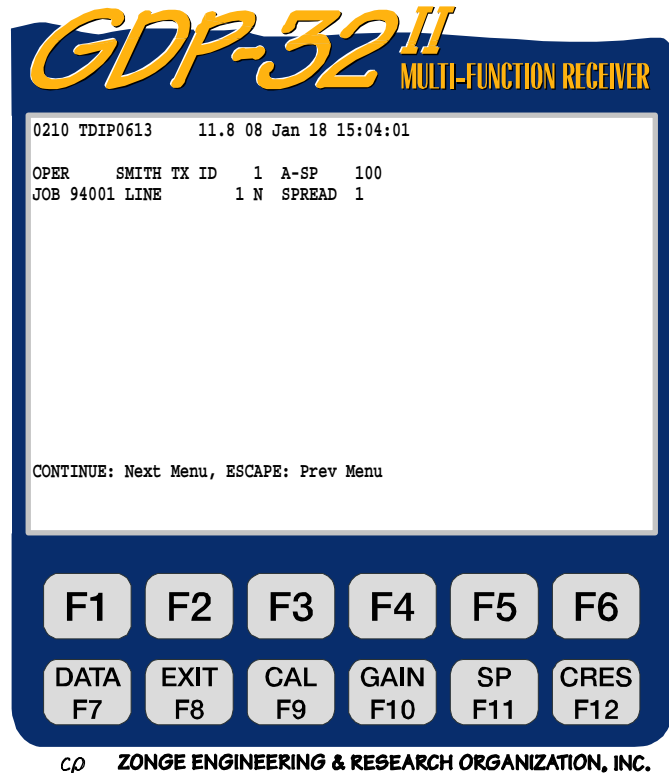 GDP-32 II
MULTI-FUNCTION RECEIVER
0210 TDIP0613 11.8 08 Jan 18 15:04:01
OPER SMITH TX ID 1 A-SP 100
JOB 94001 LINE 1 N SPREAD 1
CONTINUE: Next Menu, ESCAPE: Prev Menu
F1 F2 F3 F4 F5 F6
DATA EXIT CAL GAIN SP CRES
F7 F8 F9 F10 F11 F12
ZONGE ENGINEERING & RESEARCH ORGANIZATION, INC.